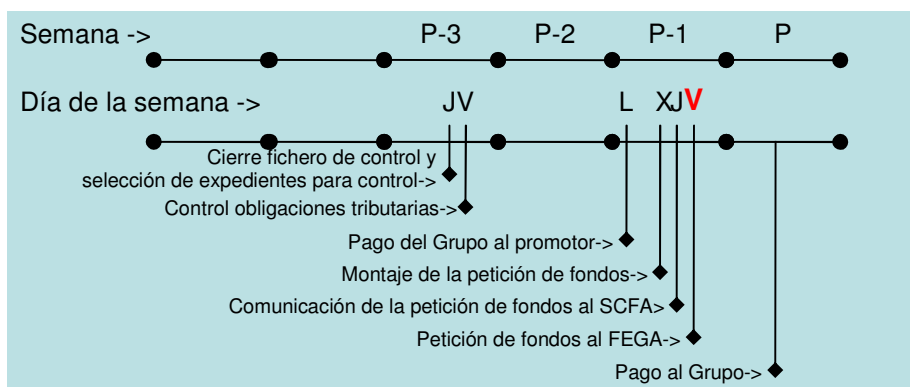 Semana -> P-3 P-2 P-1 P
Día de la semana -> JV L XJV
Cierre fichero de control y
selección de expedientes para control->
Control obligaciones tributarias->
Pago del Grupo al promotor->
Montaje de la petición de fondos->
Comunicación de la petición de fondos al SCFA>
Petición de fondos al FEGA->
Pago al Grupo->